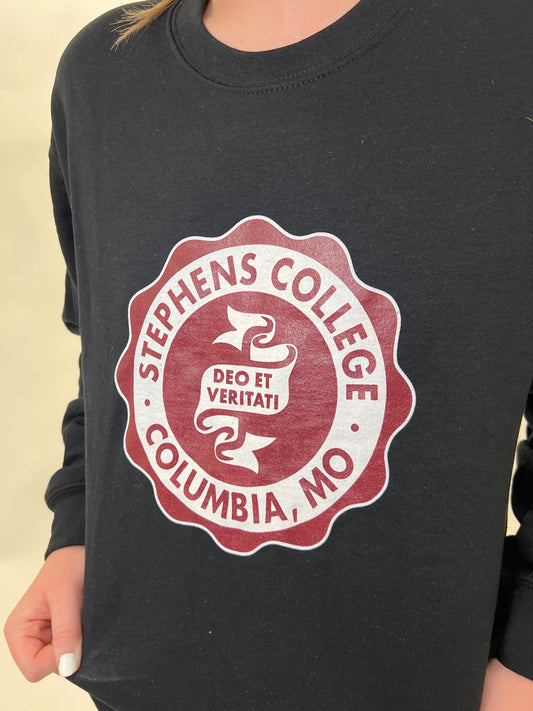 STEPHENS COLLEGE
DEO ET
VERITATI
· COLUMBIA, MO ·